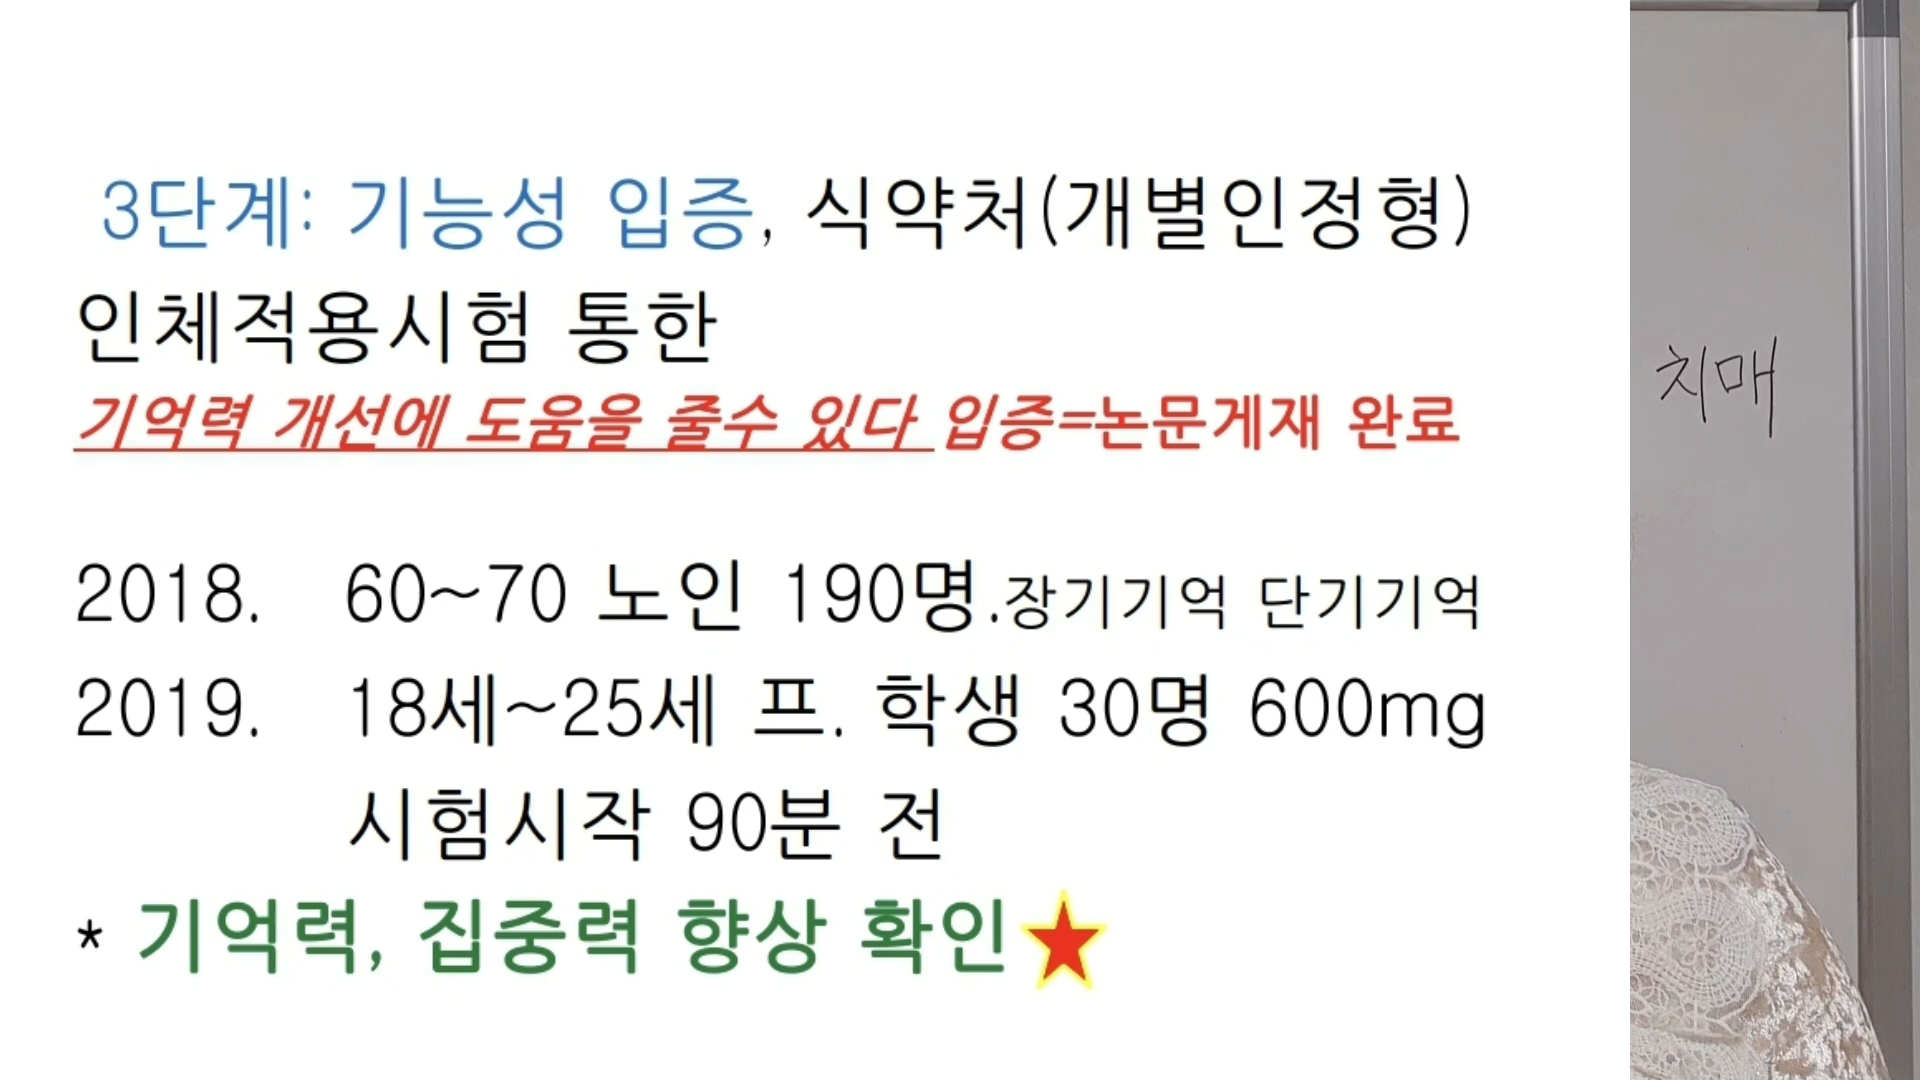 3단계: 기능성 입증, 식약처(개별인정형)
인체적용시험 통한
기억력 개선에 도움을 줄수 있다 입증=논문게재 완료
2018. 60~70 노인 190명.장기기억 단기기억
2019. 18세~25세 프. 학생 30명 600mg
시험시작 90분 전
* 기억력, 집중력 향상 확인
치매